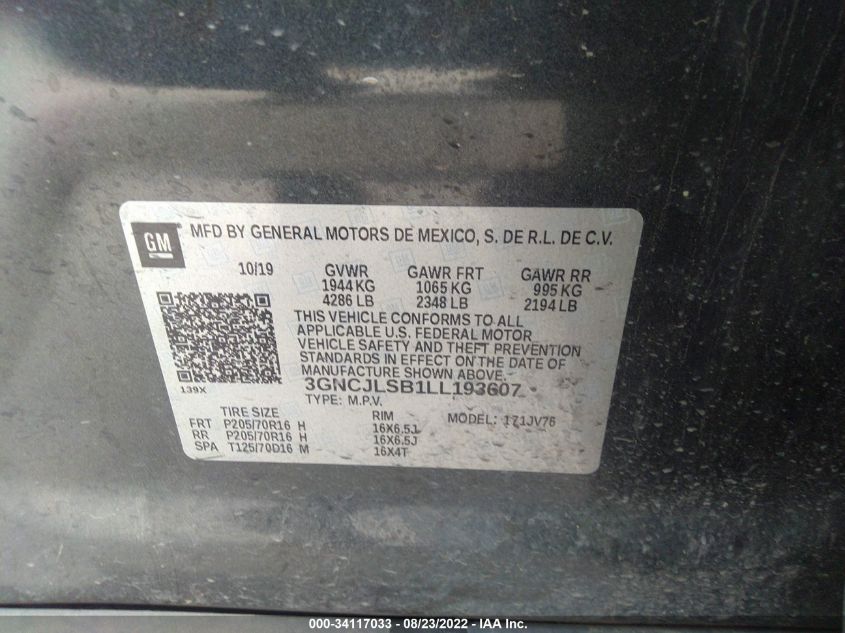 GM
MFD BY GENERAL MOTORS DE MEXICO, S. DE R.L. DE C.V.
10/19 GVWR GAWR FRT GAWR RR
1944 KG 1065 KG 995 KG
4286 LB 2348 LB 2194 LB
THIS VEHICLE CONFORMS TO ALL
APPLICABLE U.S. FEDERAL MOTOR
VEHICLE SAFETY AND THEFT PREVENTION
STANDARDS IN EFFECT ON THE DATE OF
MANUFACTURE SHOWN ABOVE.
139X
3GNCJLSB1LL193607
TYPE: M.P.V.
TIRE SIZE RIM MODEL: 1Z1JV76
FRT P205/70R16 H 16X6.5J
RR P205/70R16 H 16X6.5J
SPA T125/70D16 M 16X4T
000-34117033 - 08/23/2022 - IAA Inc.